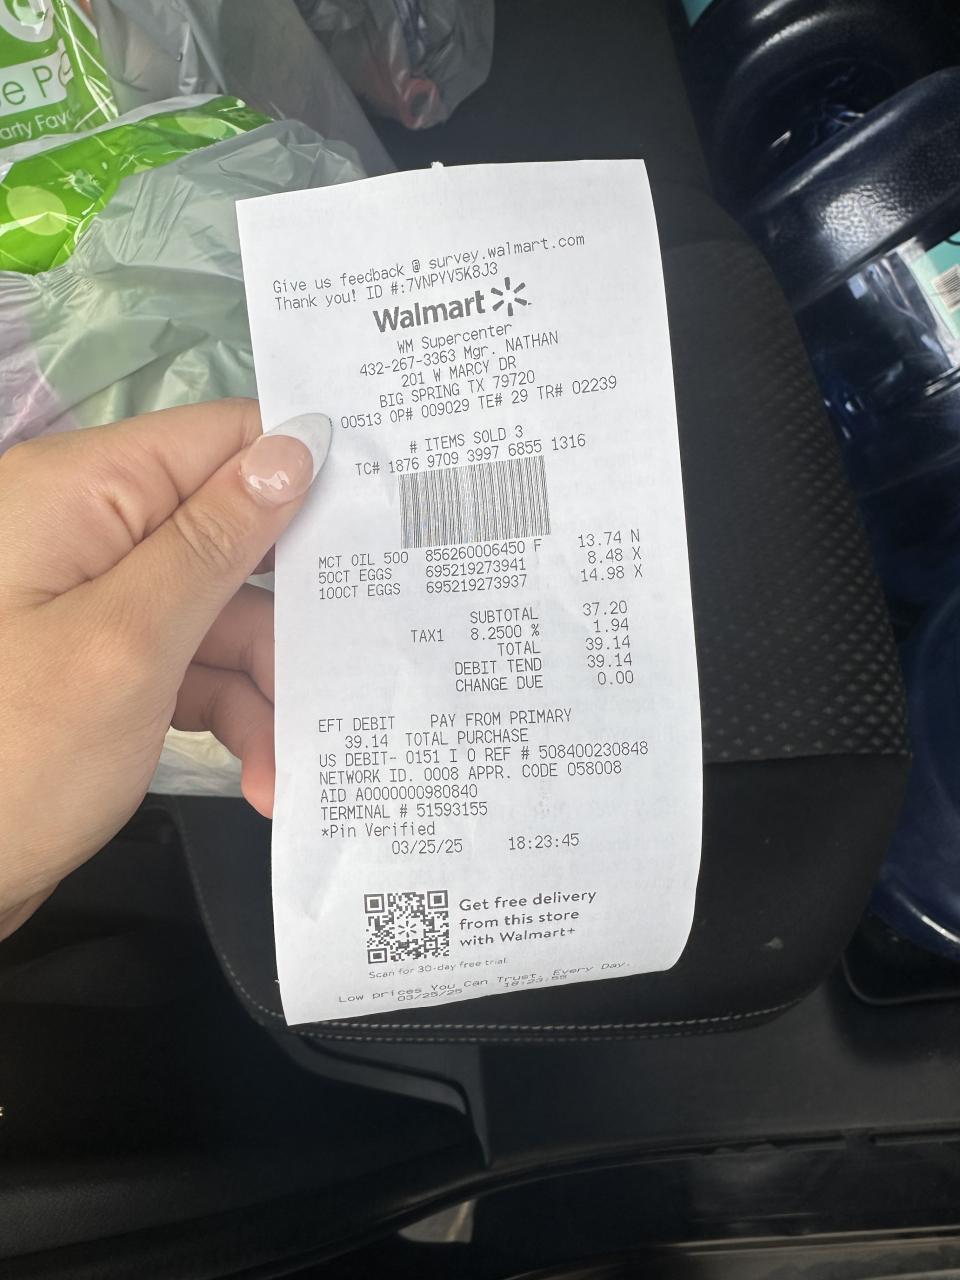 e P
arty Favo
Give us feedback @ survey.walmart.com
Thank you! ID #:7VNPYV5K8J3
Walmart
WM Supercenter
432-267-3363 Mgr. NATHAN
201 W MARCY DR
BIG SPRING TX 79720
00513 OP# 009029 TE# 29 TR# 02239
# ITEMS SOLD 3
TC# 1876 9709 3997 6855 1316
MCT OIL 500 856260006450 F 13.74 N
50CT EGGS 695219273941 8.48 X
100CT EGGS 695219273937 14.98 X
SUBTOTAL 37.20
TAX1 8.2500 % 1.94
TOTAL 39.14
DEBIT TEND 39.14
CHANGE DUE 0.00
EFT DEBIT PAY FROM PRIMARY
39.14 TOTAL PURCHASE
US DEBIT- 0151 I 0 REF # 508400230848
NETWORK ID. 0008 APPR. CODE 058008
AID A0000000980840
TERMINAL # 51593155
*Pin Verified
03/25/25 18:23:45
Get free delivery
from this store
with Walmart+
Scan for 30-day free trial.
Low prices You Can Trust. Every Day.
03/25/25 18:23:55